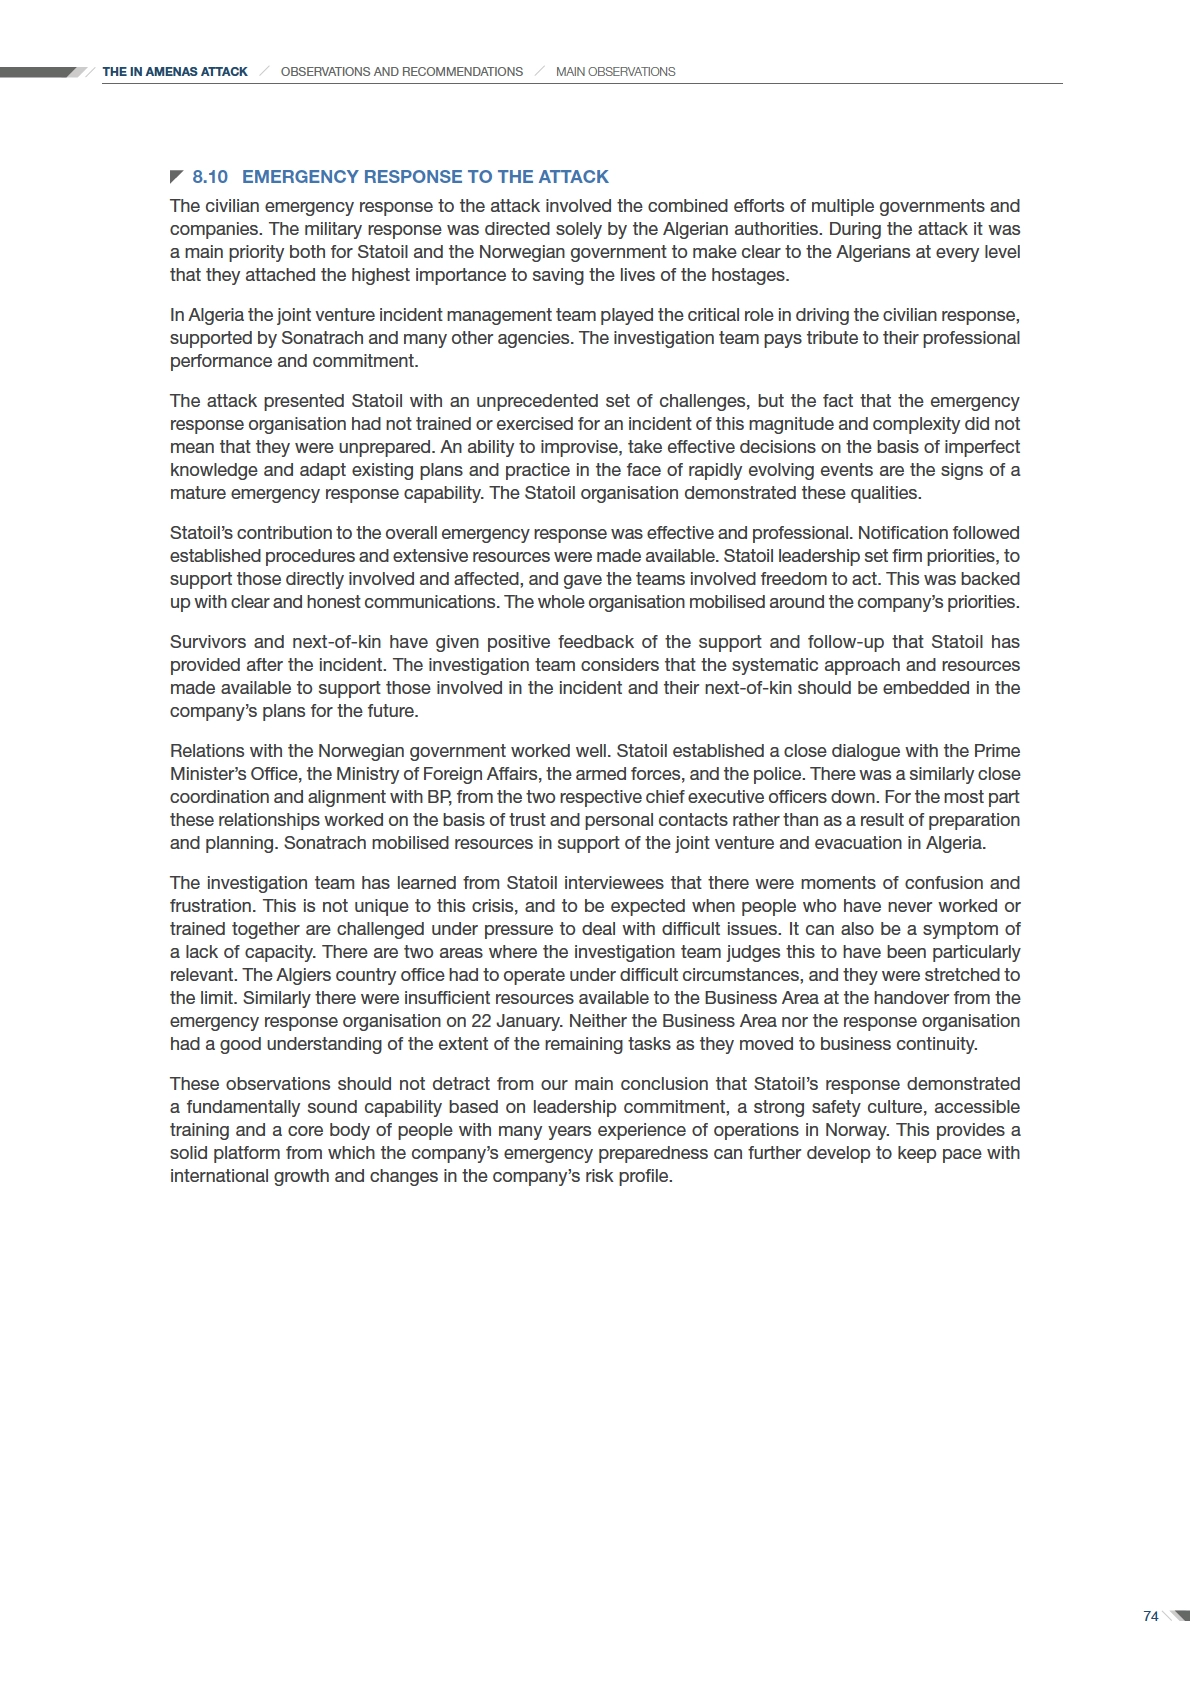 THE IN AMENAS ATTACK / OBSERVATIONS AND RECOMMENDATIONS / MAIN OBSERVATIONS
8.10 EMERGENCY RESPONSE TO THE ATTACK
The civilian emergency response to the attack involved the combined efforts of multiple governments and
companies. The military response was directed solely by the Algerian authorities. During the attack it was
a main priority both for Statoil and the Norwegian government to make clear to the Algerians at every level
that they attached the highest importance to saving the lives of the hostages.
In Algeria the joint venture incident management team played the critical role in driving the civilian response,
supported by Sonatrach and many other agencies. The investigation team pays tribute to their professional
performance and commitment.
The attack presented Statoil with an unprecedented set of challenges, but the fact that the emergency
response organisation had not trained or exercised for an incident of this magnitude and complexity did not
mean that they were unprepared. An ability to improvise, take effective decisions on the basis of imperfect
knowledge and adapt existing plans and practice in the face of rapidly evolving events are the signs of a
mature emergency response capability. The Statoil organisation demonstrated these qualities.
Statoil's contribution to the overall emergency response was effective and professional. Notification followed
established procedures and extensive resources were made available. Statoil leadership set firm priorities, to
support those directly involved and affected, and gave the teams involved freedom to act. This was backed
up with clear and honest communications. The whole organisation mobilised around the company's priorities.
Survivors and next-of-kin have given positive feedback of the support and follow-up that Statoil has
provided after the incident. The investigation team considers that the systematic approach and resources
made available to support those involved in the incident and their next-of-kin should be embedded in the
company's plans for the future.
Relations with the Norwegian government worked well. Statoil established a close dialogue with the Prime
Minister's Office, the Ministry of Foreign Affairs, the armed forces, and the police. There was a similarly close
coordination and alignment with BP, from the two respective chief executive officers down. For the most part
these relationships worked on the basis of trust and personal contacts rather than as a result of preparation
and planning. Sonatrach mobilised resources in support of the joint venture and evacuation in Algeria.
The investigation team has learned from Statoil interviewees that there were moments of confusion and
frustration. This is not unique to this crisis, and to be expected when people who have never worked or
trained together are challenged under pressure to deal with difficult issues. It can also be a symptom of
a lack of capacity. There are two areas where the investigation team judges this to have been particularly
relevant. The Algiers country office had to operate under difficult circumstances, and they were stretched to
the limit. Similarly there were insufficient resources available to the Business Area at the handover from the
emergency response organisation on 22 January. Neither the Business Area nor the response organisation
had a good understanding of the extent of the remaining tasks as they moved to business continuity.
These observations should not detract from our main conclusion that Statoil's response demonstrated
a fundamentally sound capability based on leadership commitment, a strong safety culture, accessible
training and a core body of people with many years experience of operations in Norway. This provides a
solid platform from which the company's emergency preparedness can further develop to keep pace with
international growth and changes in the company's risk profile.
74